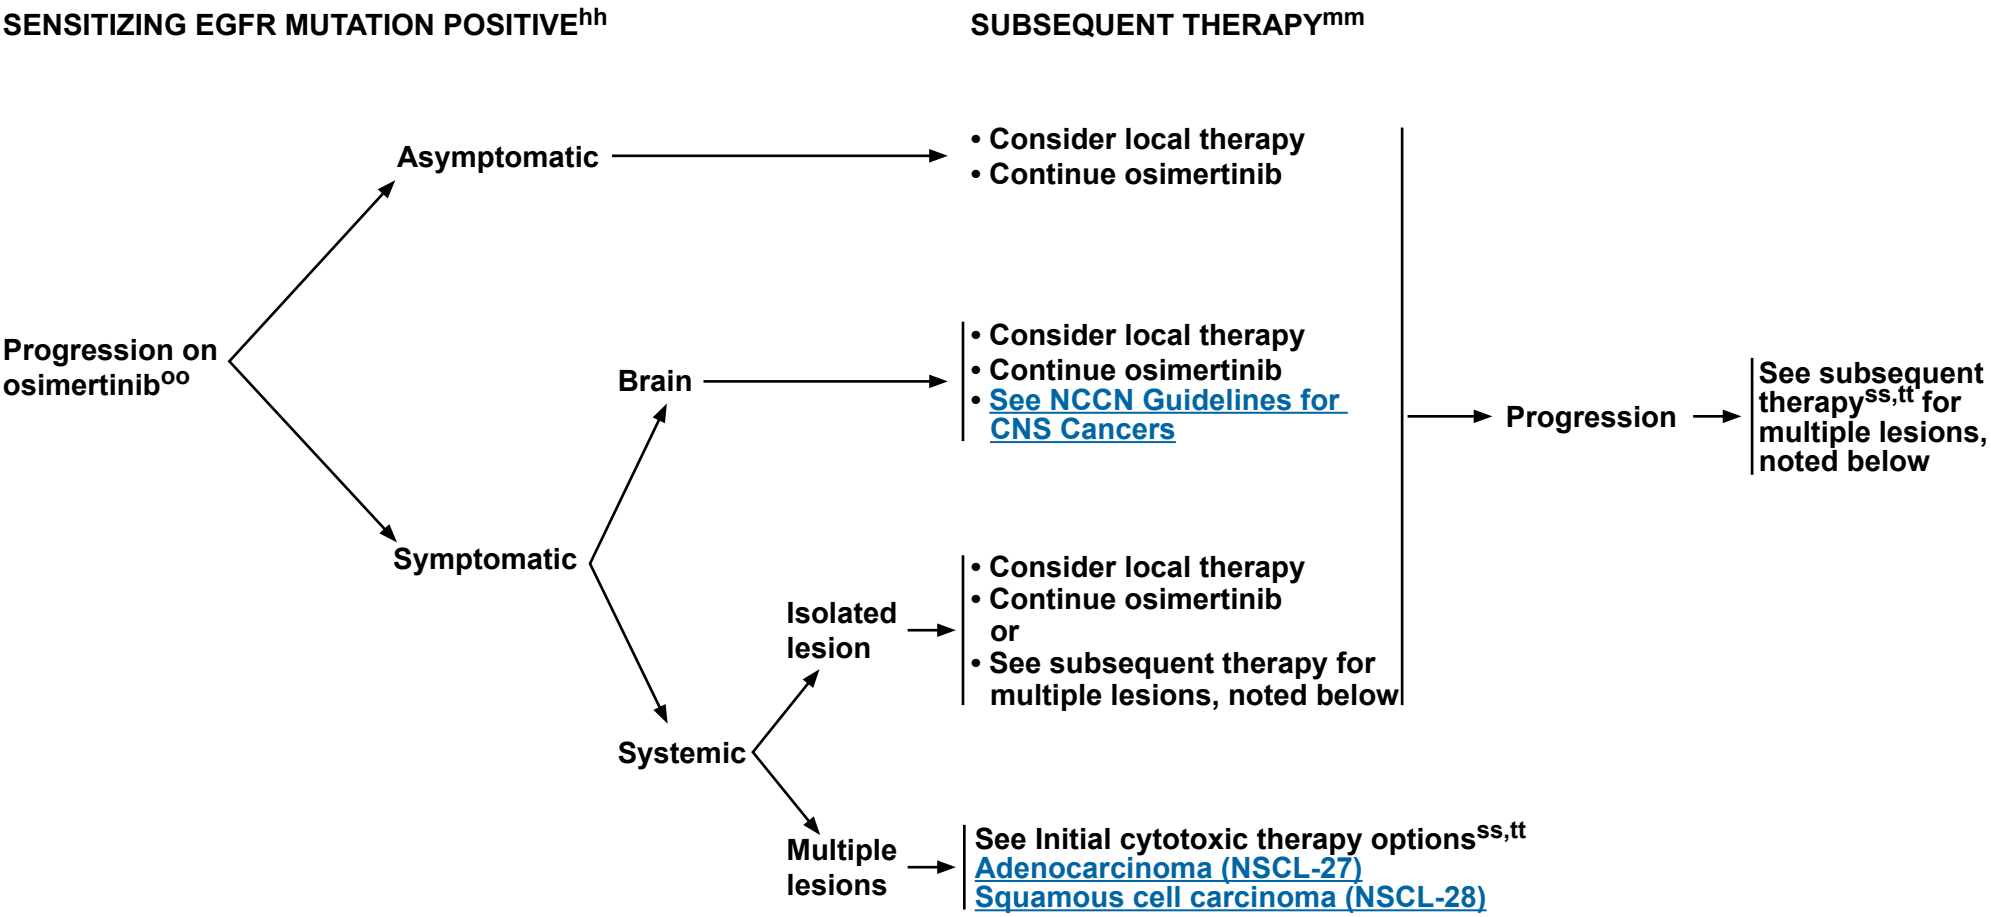 SENSITIZING EGFR MUTATION POSITIVEhh
SUBSEQUENT THERAPYmm
Progression on
osimertiniboo
Asymptomatic
• Consider local therapy
• Continue osimertinib
Symptomatic
Brain
• Consider local therapy
• Continue osimertinib
• See NCCN Guidelines for
CNS Cancers
Systemic
Isolated
lesion
• Consider local therapy
• Continue osimertinib
or
• See subsequent therapy for
multiple lesions, noted below
Multiple
lesions
See Initial cytotoxic therapy optionsss,tt
Adenocarcinoma (NSCL-27)
Squamous cell carcinoma (NSCL-28)
Progression
See subsequent
therapyss,tt for
multiple lesions,
noted below